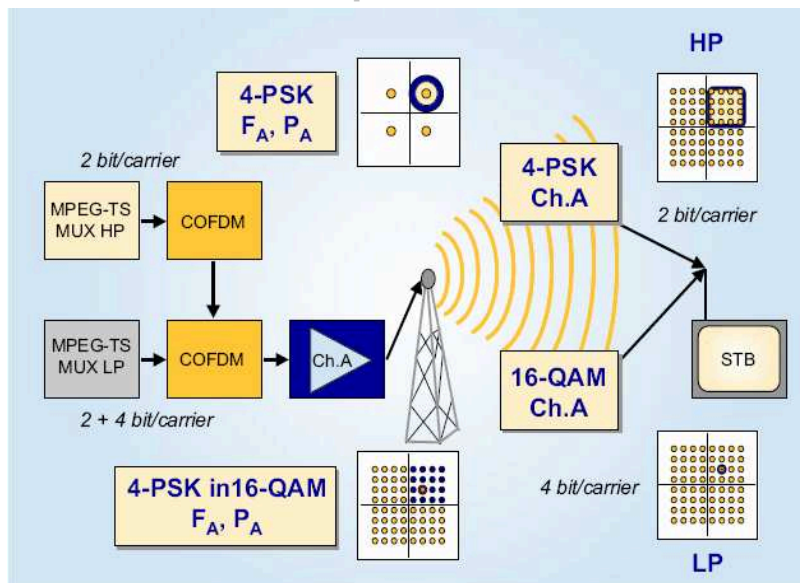 HP
4-PSK
FA, PA
2 bit/carrier
4-PSK
Ch.A
MPEG-TS
MUX HP
COFDM
2 bit/carrier
MPEG-TS
MUX LP
COFDM
Ch.A
STB
16-QAM
Ch.A
2 + 4 bit/carrier
4-PSK in16-QAM
FA, PA
4 bit/carrier
LP